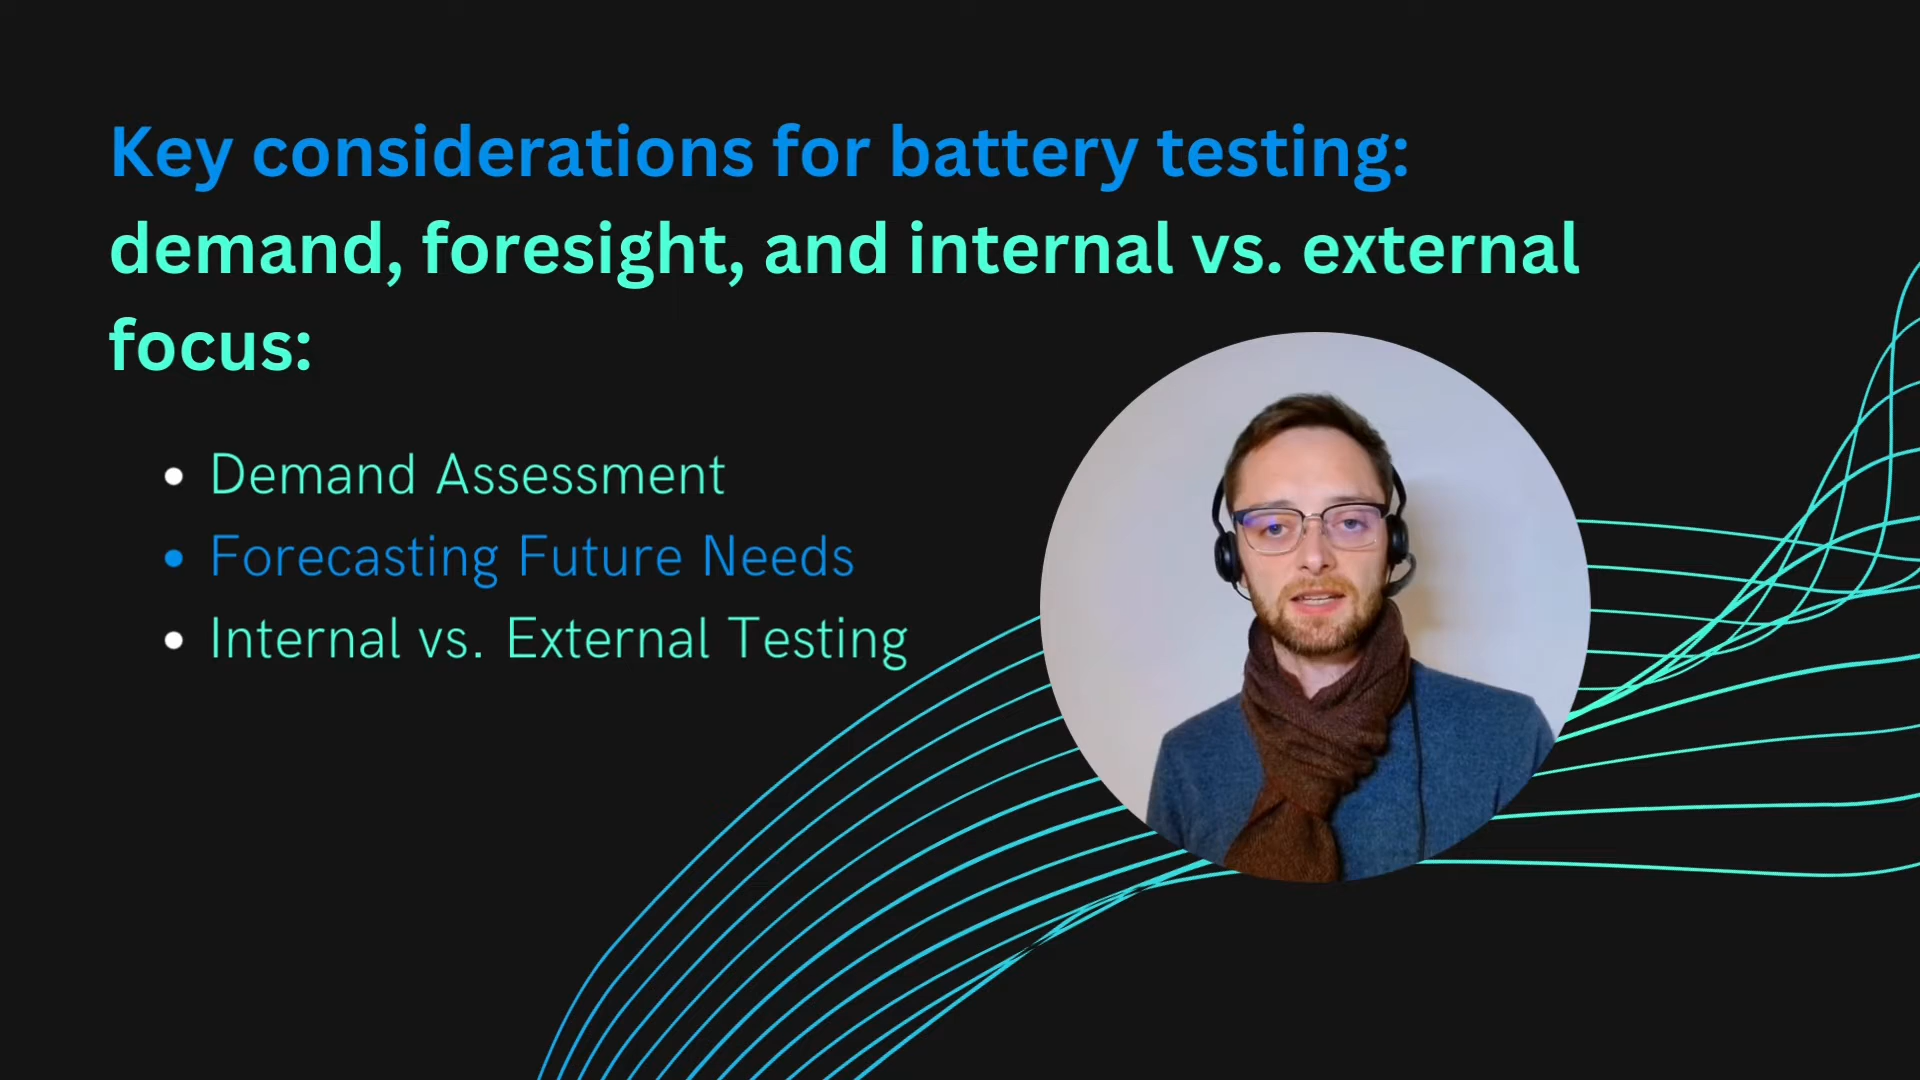 Key considerations for battery testing:
demand, foresight, and internal vs. external
focus:
Demand Assessment
Forecasting Future Needs
Internal vs. External Testing